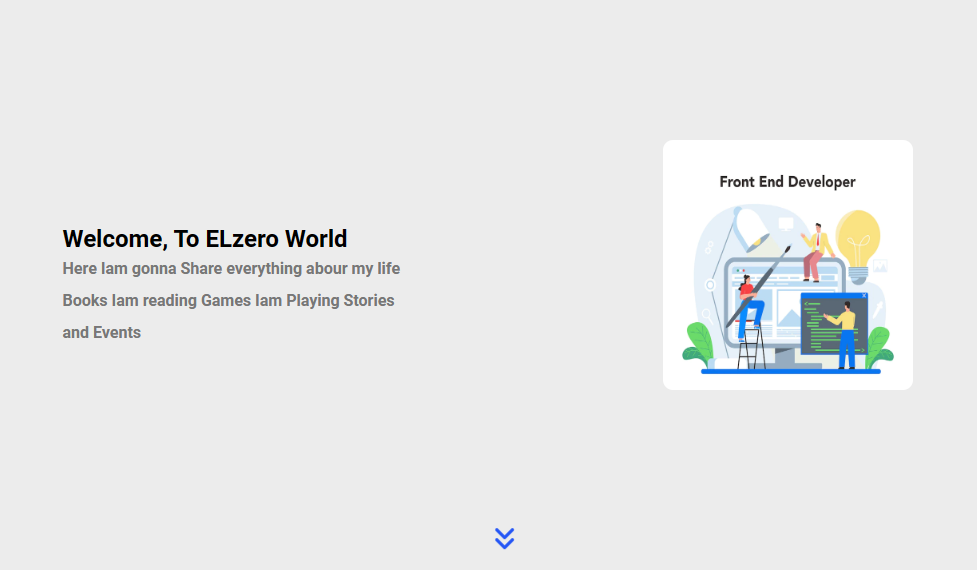 Front End Developer
Welcome, To ELzero World
Here Iam gonna Share everything abour my life
Books Iam reading Games Iam Playing Stories
and Events